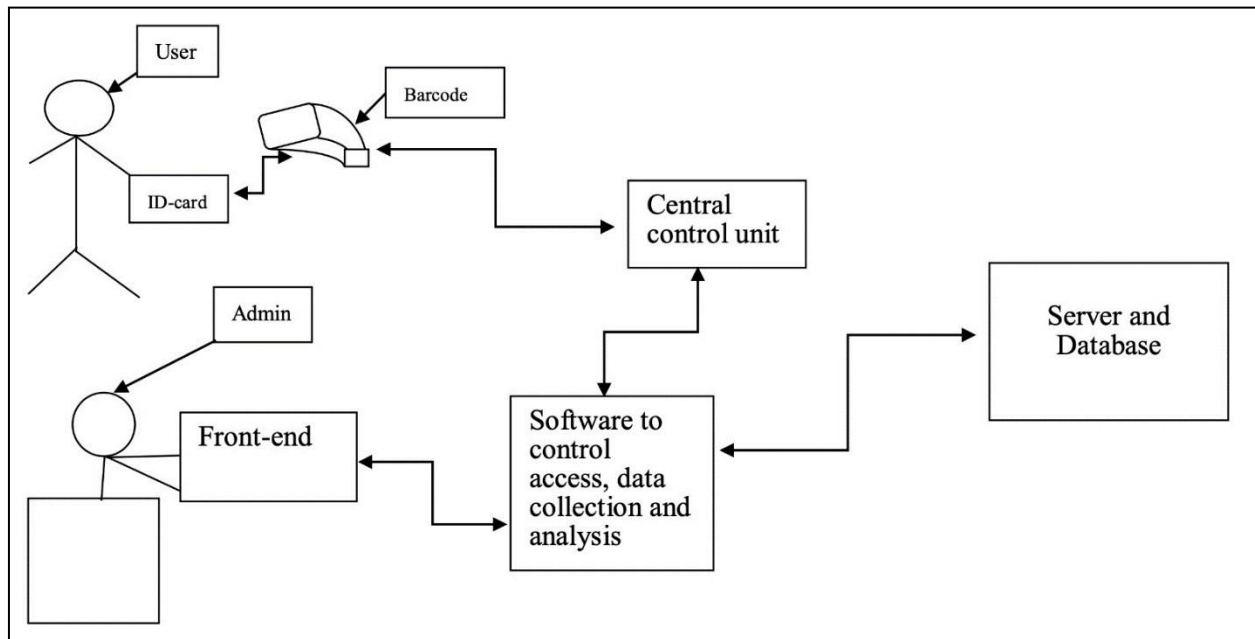 User
Barcode
ID-card
Central
control unit
Admin
Server and
Database
Front-end
Software to
control
access, data
collection and
analysis